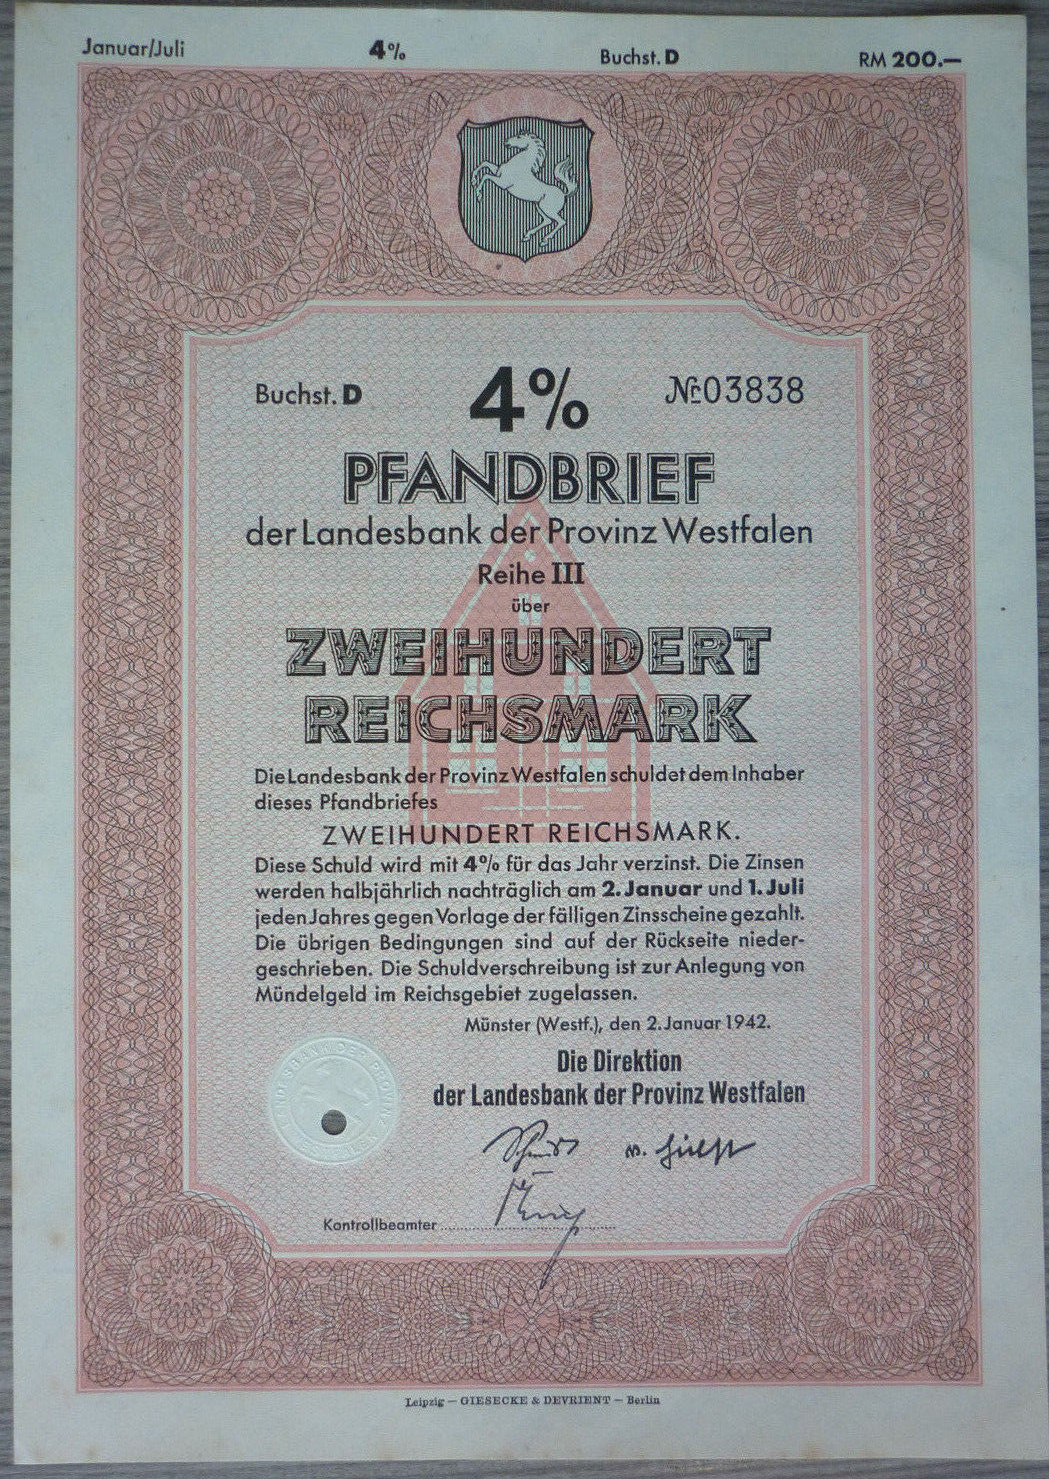 Januar/Juli 4% Buchst. D RM 200.—
Buchst. D 4% № 03838
PFANDBRIEF
der Landesbank der Provinz Westfalen
Reihe III
über
ZWEIHUNDERT
REICHSMARK
Die Landesbank der Provinz Westfalen schuldet dem Inhaber
dieses Pfandbriefes
ZWEIHUNDERT REICHSMARK.
Diese Schuld wird mit 4% für das Jahr verzinst. Die Zinsen
werden halbjährlich nachträglich am 2. Januar und 1. Juli
jeden Jahres gegen Vorlage der fälligen Zinsscheine gezahlt.
Die übrigen Bedingungen sind auf der Rückseite nieder-
geschrieben. Die Schuldverschreibung ist zur Anlegung von
Mündelgeld im Reichsgebiet zugelassen.
Münster (Westf.), den 2. Januar 1942.
Die Direktion
der Landesbank der Provinz Westfalen
Kontrollbeamter
Leipzig — GIESECKE & DEVRIENT — Berlin